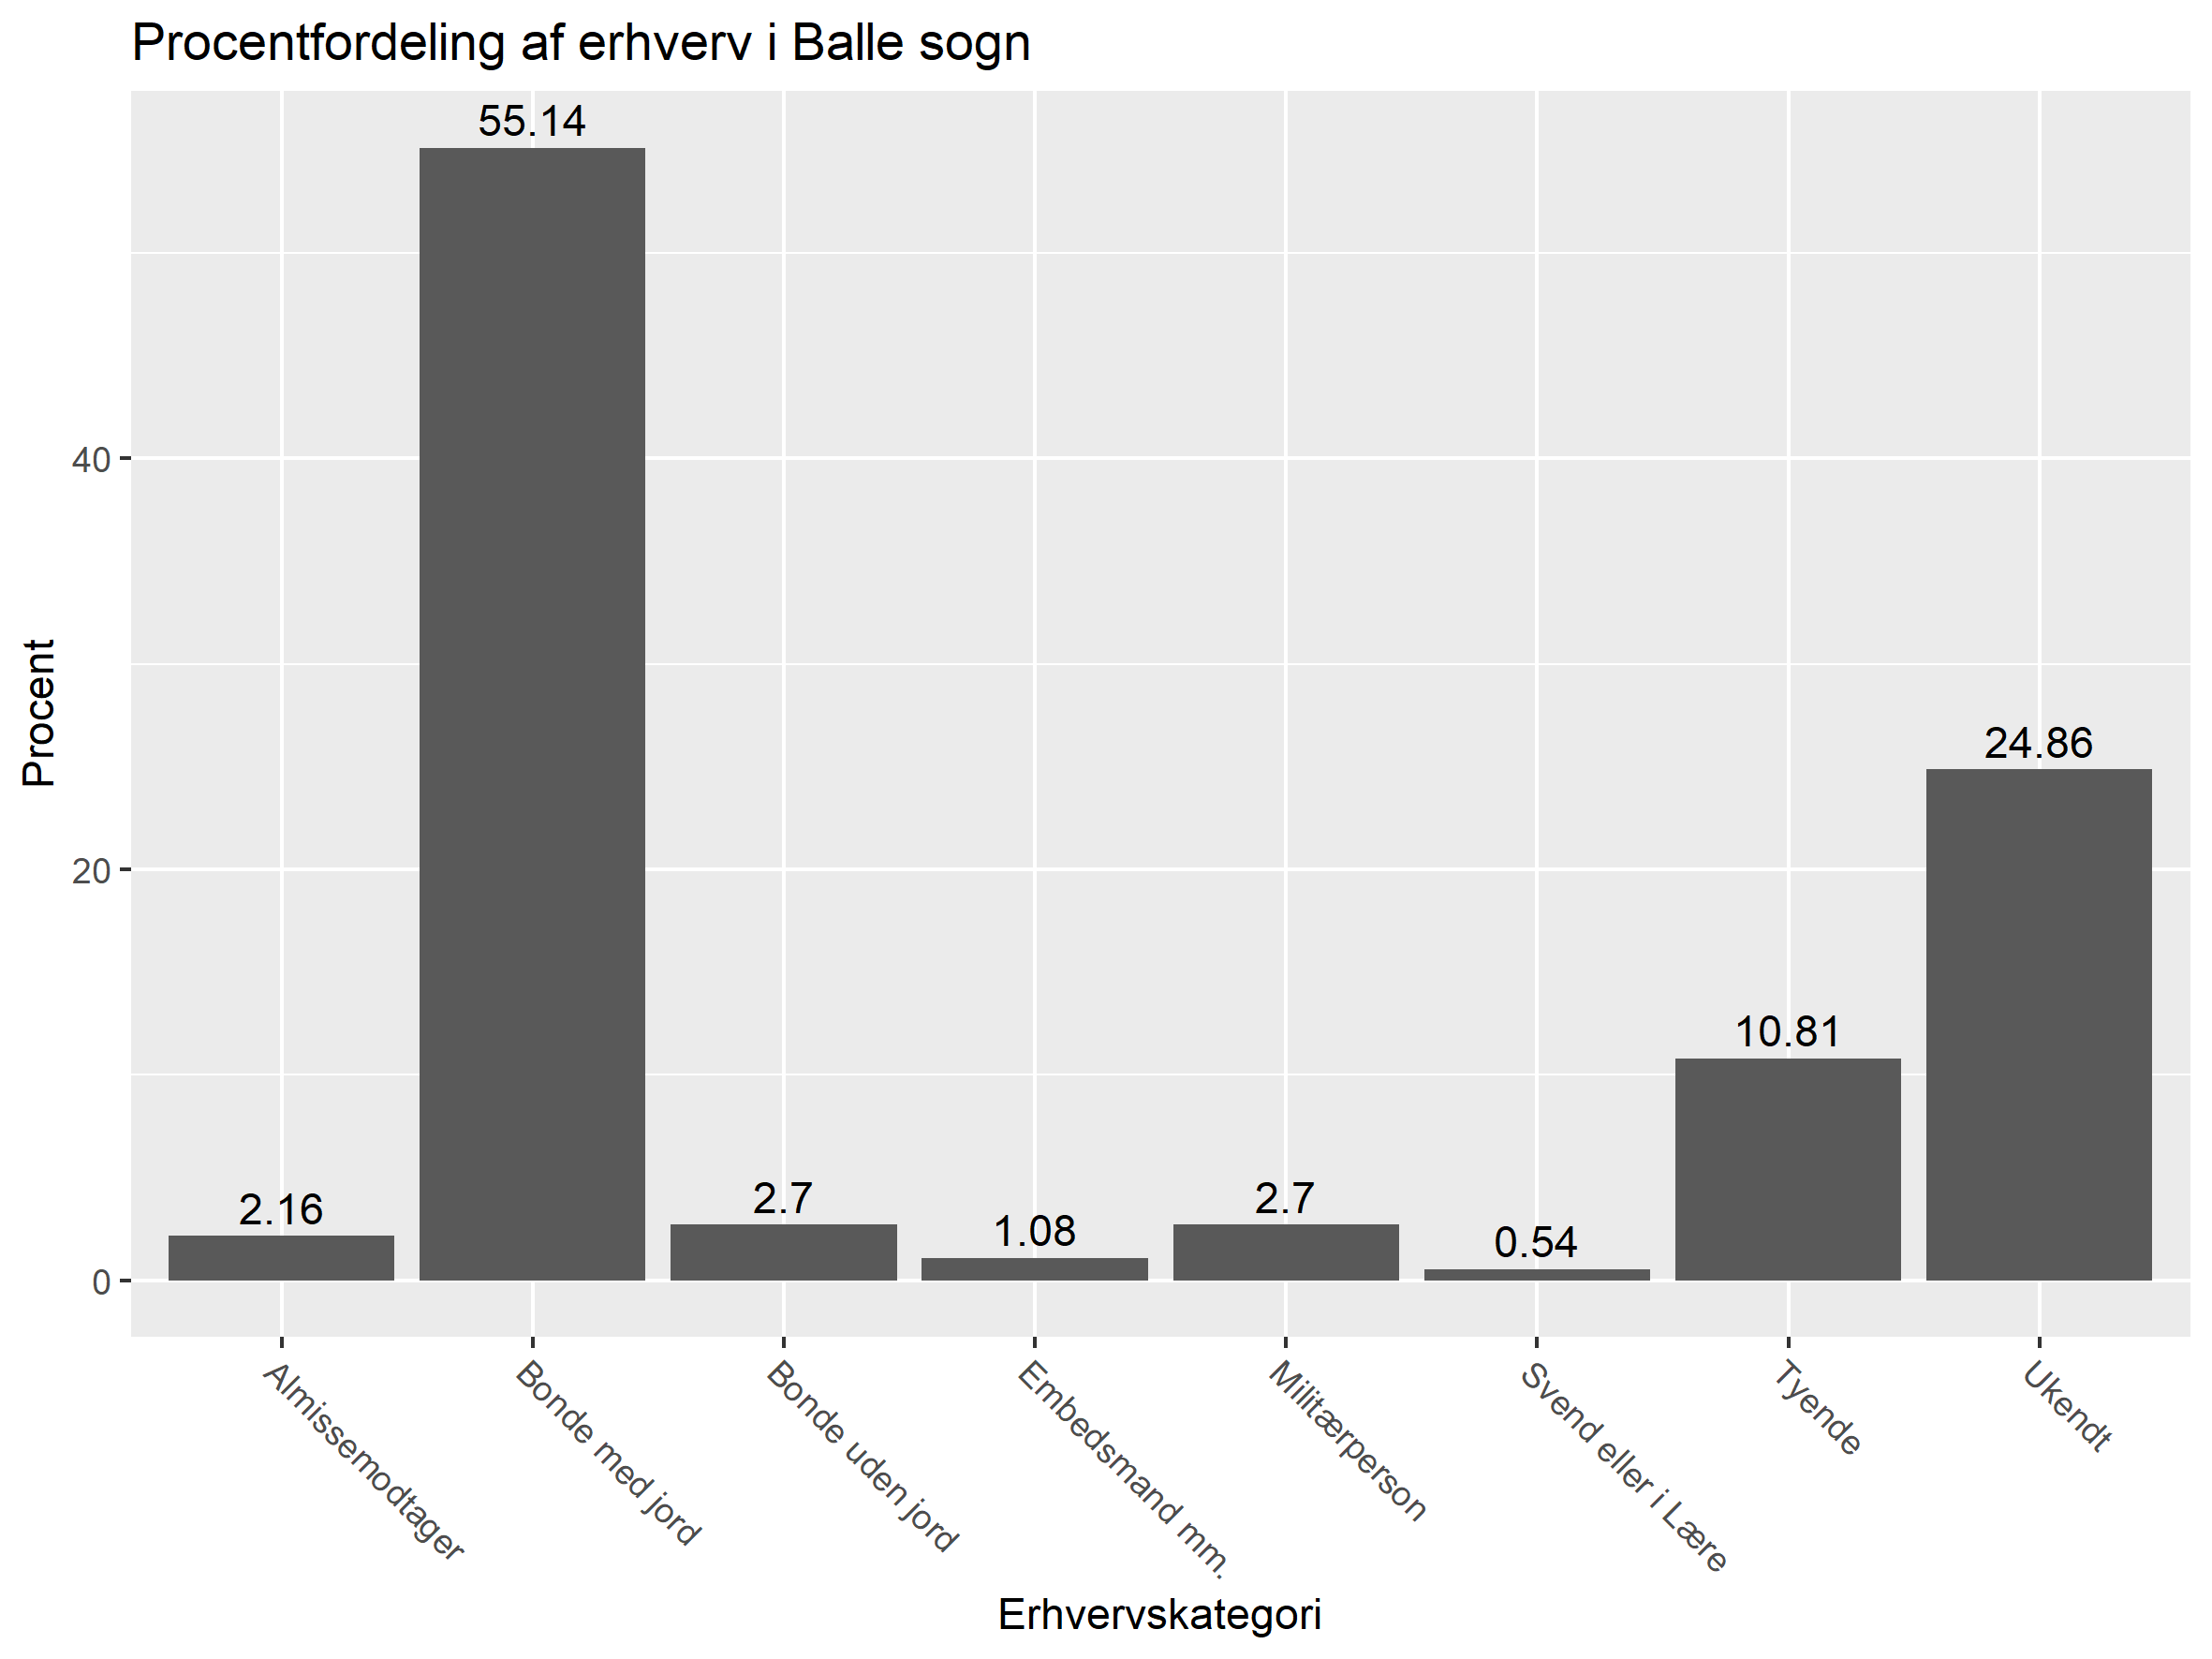 Procentfordeling af erhverv i Balle sogn
55.14
40
24.86
20
10.81
2.16
2.7
1.08
2.7
0.54
0
Procent
Almissemodtager
Bonde med jord
Bonde uden jord
Embedsmand mm.
Militærperson
Svend eller i Lære
Tyende
Ukendt
Erhvervskategori